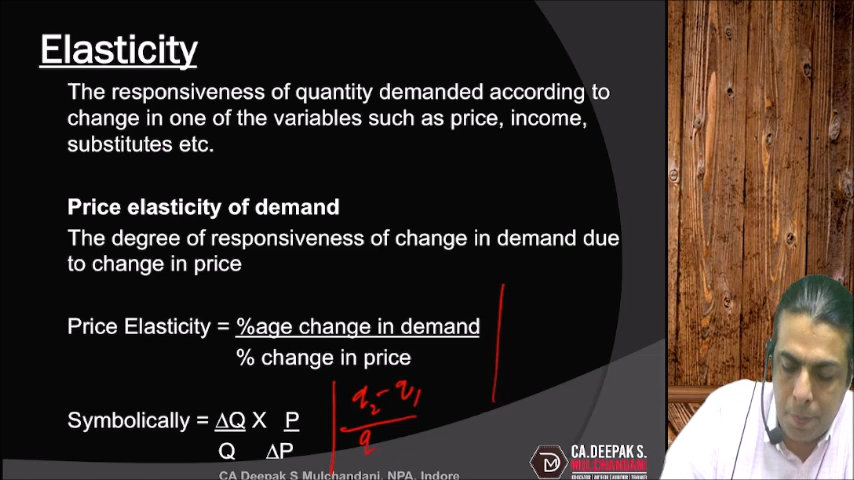 Elasticity
The responsiveness of quantity demanded according to
change in one of the variables such as price, income,
substitutes etc.
Price elasticity of demand
The degree of responsiveness of change in demand due
to change in price
Price Elasticity = %age change in demand
% change in price
q2 - q1
Symbolically = ΔQ X P
q
Q ΔP
CA.DEEPAK S.
MULCHANDANI
CA Deepak S Mulchandani, NPA, Indore